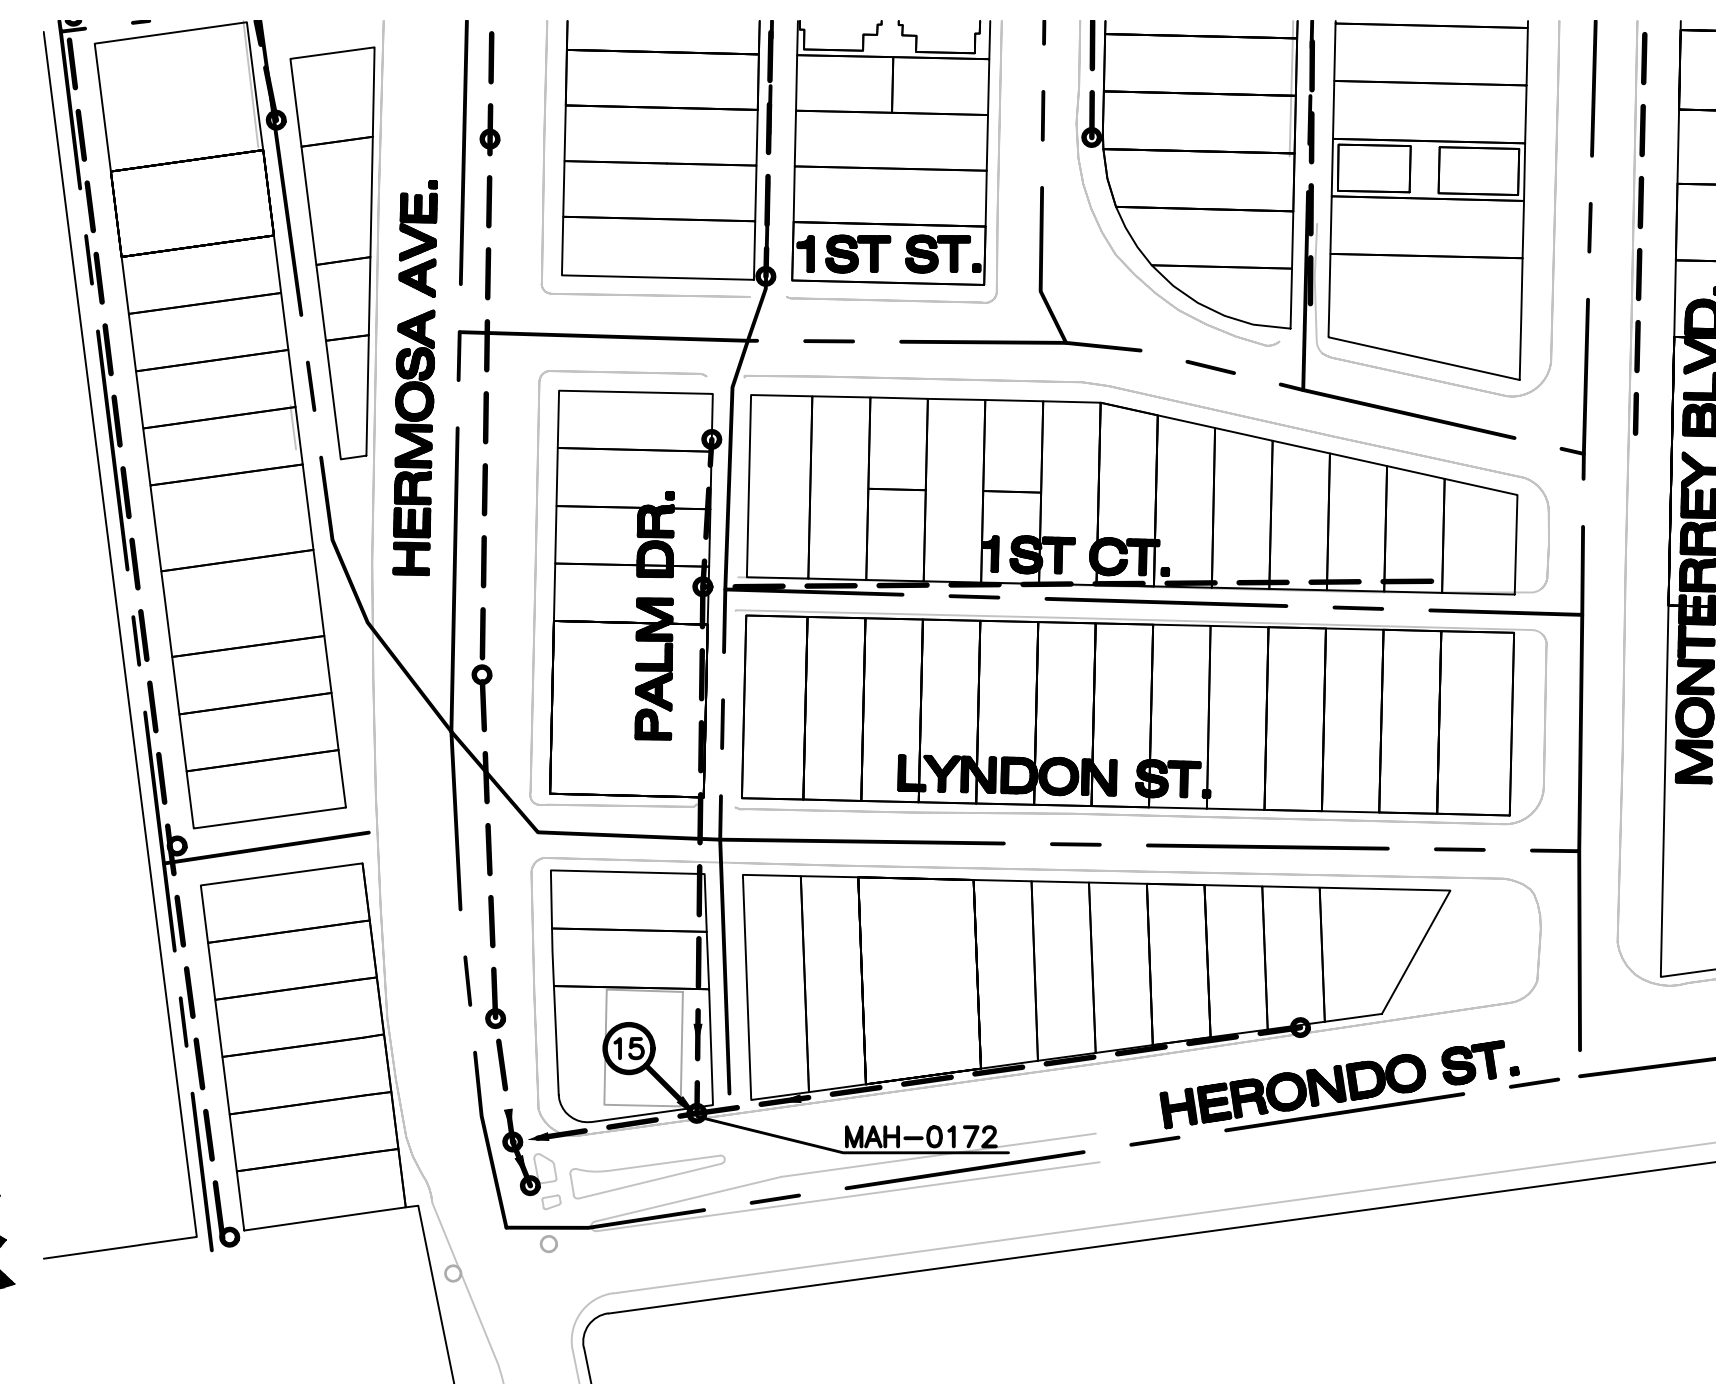 HERMOSA AVE.
1ST ST.
MONTERREY BLVD.
PALM DR.
1ST CT.
LYNDON ST.
15
HERONDO ST.
MAH-0172